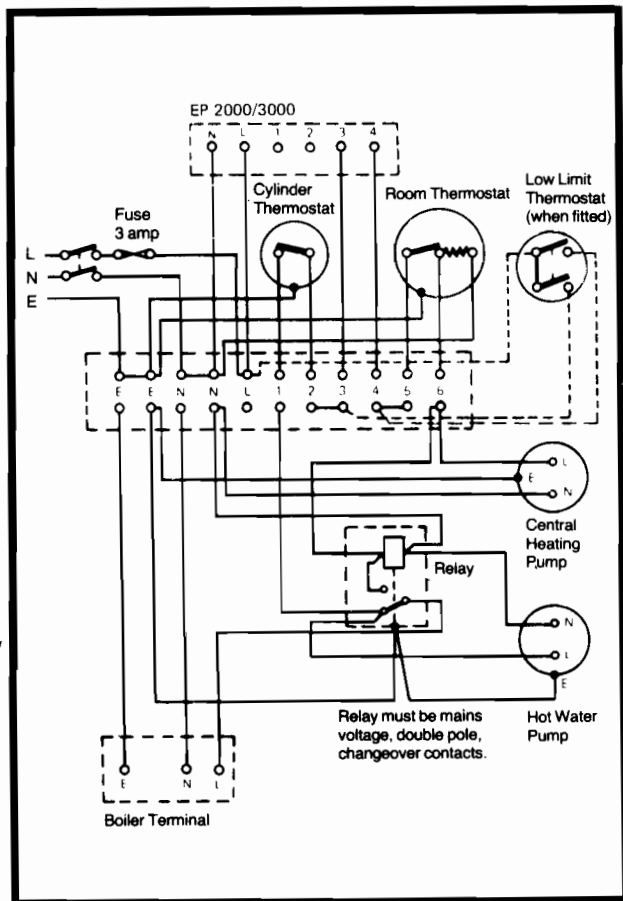 EP 2000/3000
N L 1 2 3 4
Cylinder
Thermostat
Room Thermostat
Low Limit
Thermostat
(when fitted)
Fuse
3 amp
L
N
E
E E N N L 1 2 3 4 5 6
L
E
N
Central
Heating
Pump
Relay
N
L
E
Hot Water
Pump
Relay must be mains
voltage, double pole,
changeover contacts.
E N L
Boiler Terminal